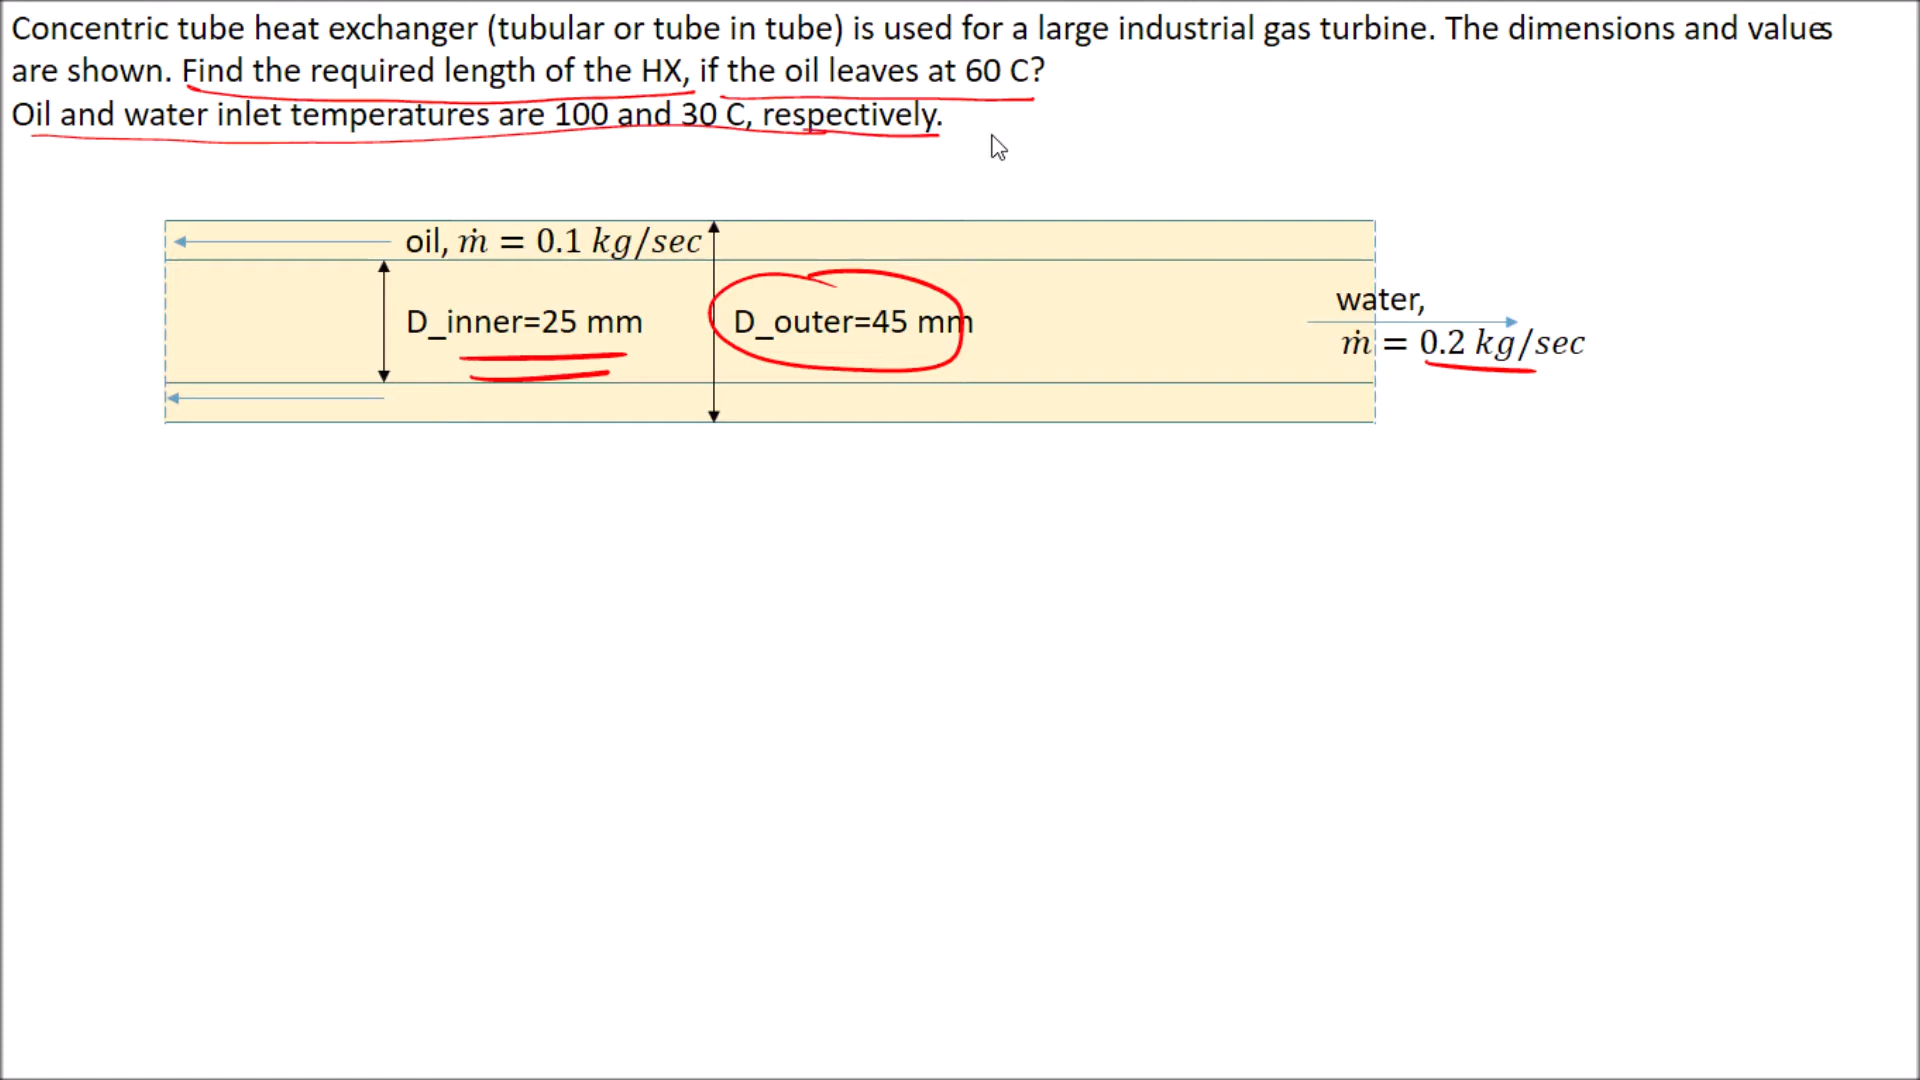 Concentric tube heat exchanger (tubular or tube in tube) is used for a large industrial gas turbine. The dimensions and values
are shown. Find the required length of the HX, if the oil leaves at 60 C?
Oil and water inlet temperatures are 100 and 30 C, respectively.
oil, ṁ = 0.1 kg/sec
D_inner=25 mm
D_outer=45 mm
water,
ṁ = 0.2 kg/sec